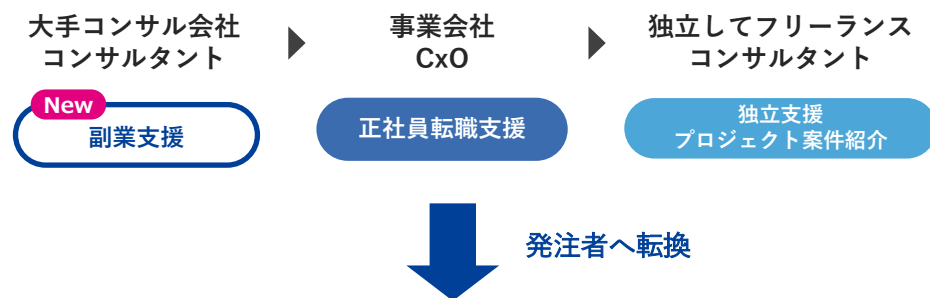 大手コンサル会社
コンサルタント
事業会社
CxO
独立してフリーランス
コンサルタント
New
副業支援
正社員転職支援
独立支援
プロジェクト案件紹介
発注者へ転換